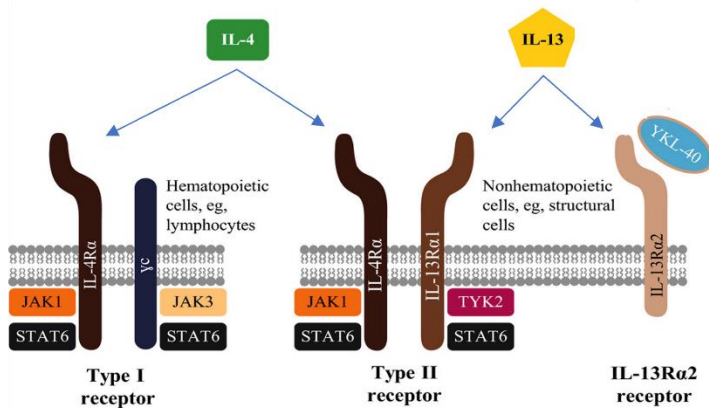 IL-4
IL-13
YKL-40
Hematopoietic
cells, eg,
lymphocytes
Nonhematopoietic
cells, eg, structural
cells
IL-4Rα
γc
IL-4Rα
IL-13Rα1
IL-13Rα2
JAK1
JAK3
JAK1
TYK2
STAT6
STAT6
STAT6
STAT6
Type I
receptor
Type II
receptor
IL-13Rα2
receptor